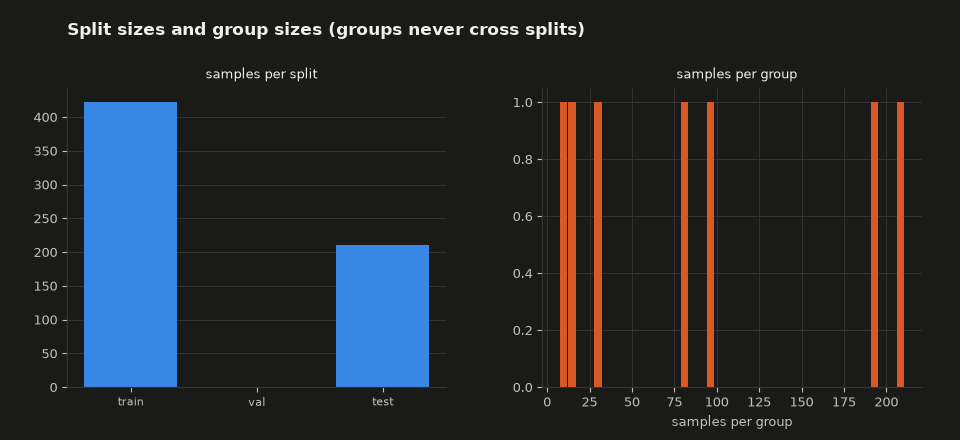 Split sizes and group sizes (groups never cross splits)
samples per split
400
350
300
250
200
150
100
50
0
train val test
samples per group
1.0
0.8
0.6
0.4
0.2
0.0
0 25 50 75 100 125 150 175 200
samples per group